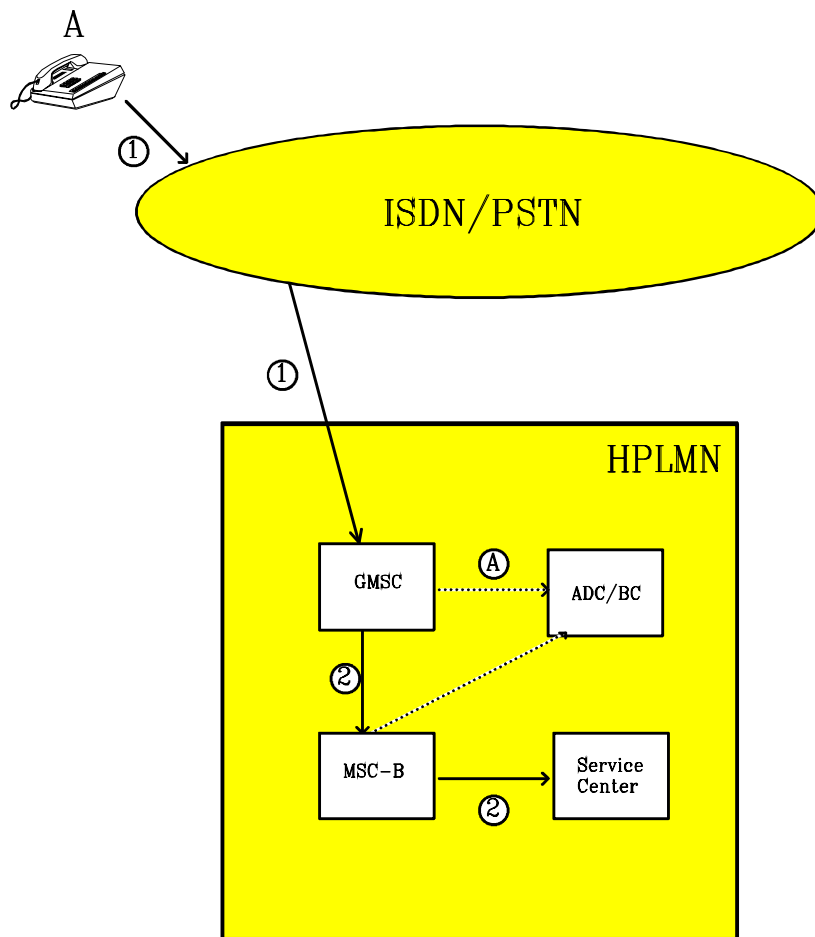 A
1
ISDN/PSTN
1
HPLMN
A
GMSC
ADC/BC
2
MSC-B
Service
Center
2